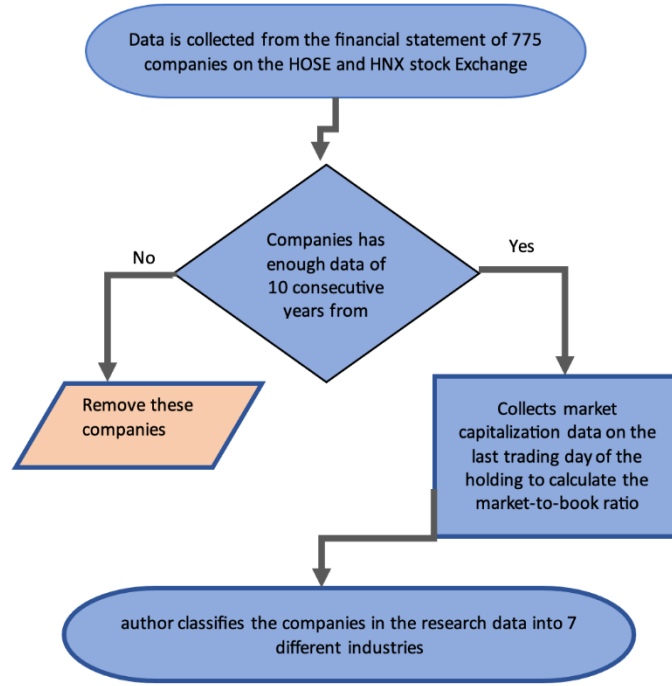 Data is collected from the financial statement of 775
companies on the HOSE and HNX stock Exchange
Companies has
enough data of
10 consecutive
years from
No
Yes
Remove these
companies
Collects market
capitalization data on the
last trading day of the
holding to calculate the
market-to-book ratio
author classifies the companies in the research data into 7
different industries